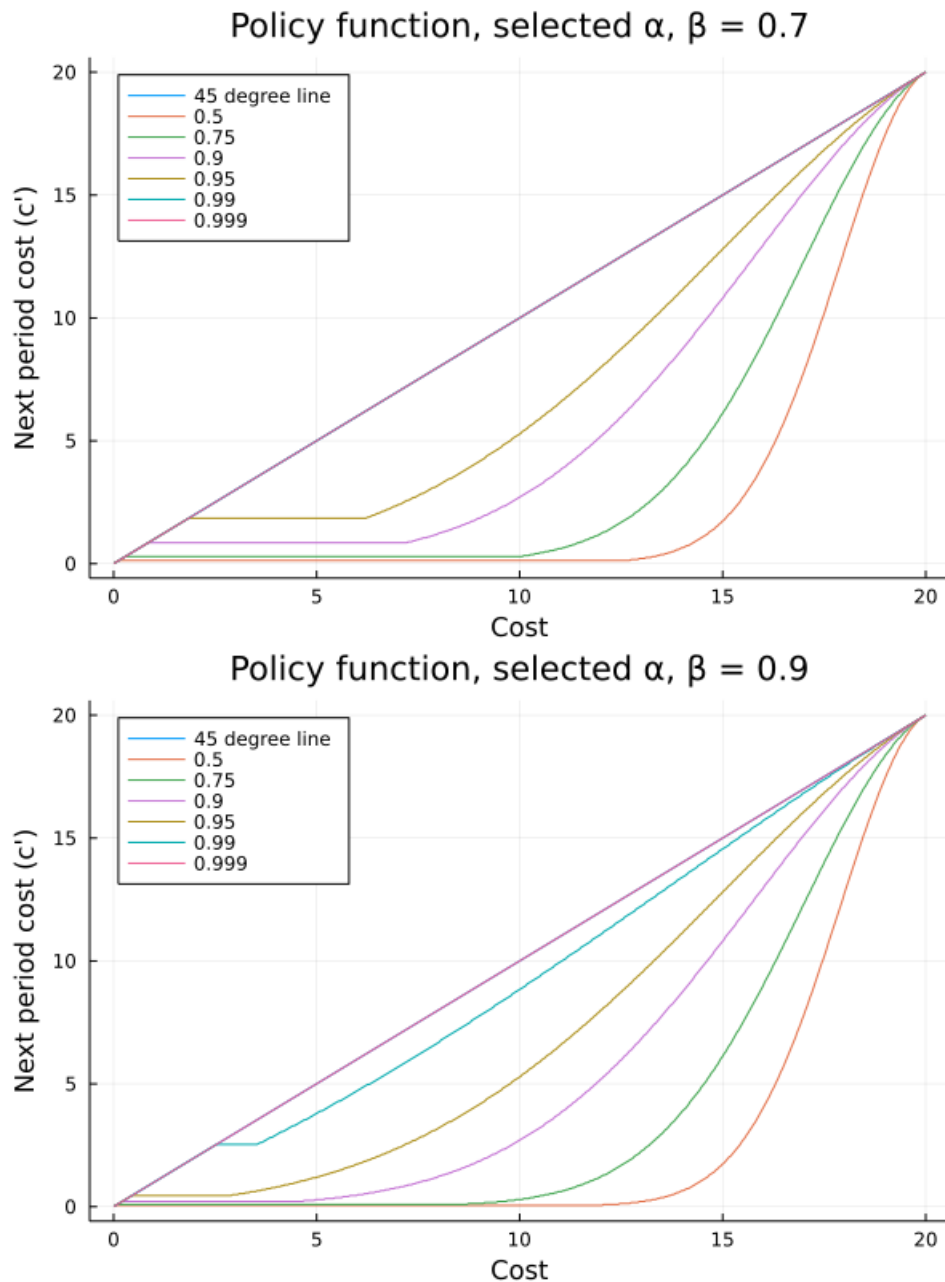 Policy function, selected α, β = 0.7
20
15
10
5
0
Next period cost (c')
45 degree line
0.5
0.75
0.9
0.95
0.99
0.999
0 5 10 15 20
Cost
Policy function, selected α, β = 0.9
20
15
10
5
0
Next period cost (c')
45 degree line
0.5
0.75
0.9
0.95
0.99
0.999
0 5 10 15 20
Cost